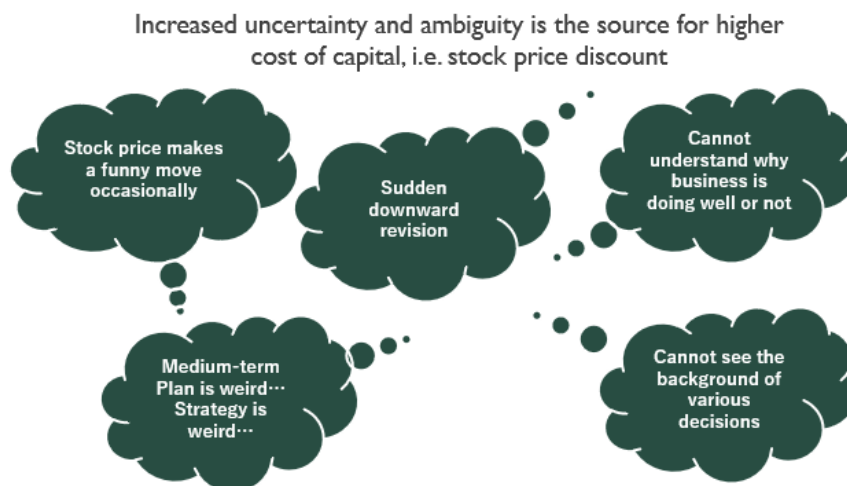 Increased uncertainty and ambiguity is the source for higher
cost of capital, i.e. stock price discount
Stock price makes
a funny move
occasionally
Sudden
downward
revision
Cannot
understand why
business is
doing well or not
Medium-term
Plan is weird…
Strategy is
weird…
Cannot see the
background of
various
decisions